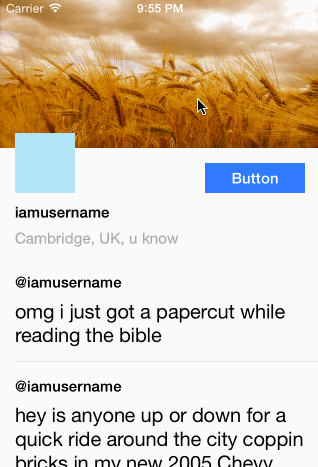 Carrier 9:55 PM
Button
iamusername
Cambridge, UK, u know
@iamusername
omg i just got a papercut while
reading the bible
@iamusername
hey is anyone up or down for a
quick ride around the city coppin
bricks in my new 2005 Chevy